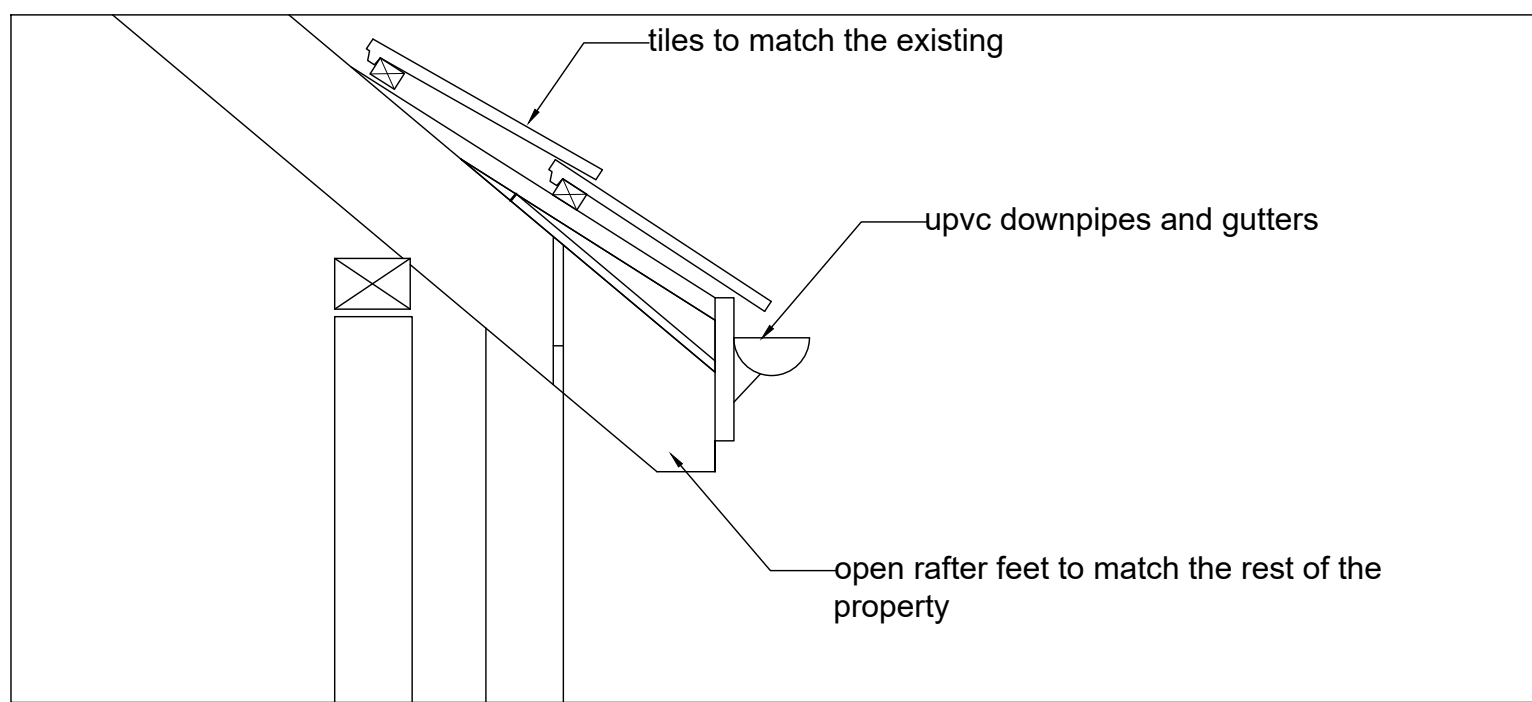 tiles to match the existing
upvc downpipes and gutters
open rafter feet to match the rest of the
property